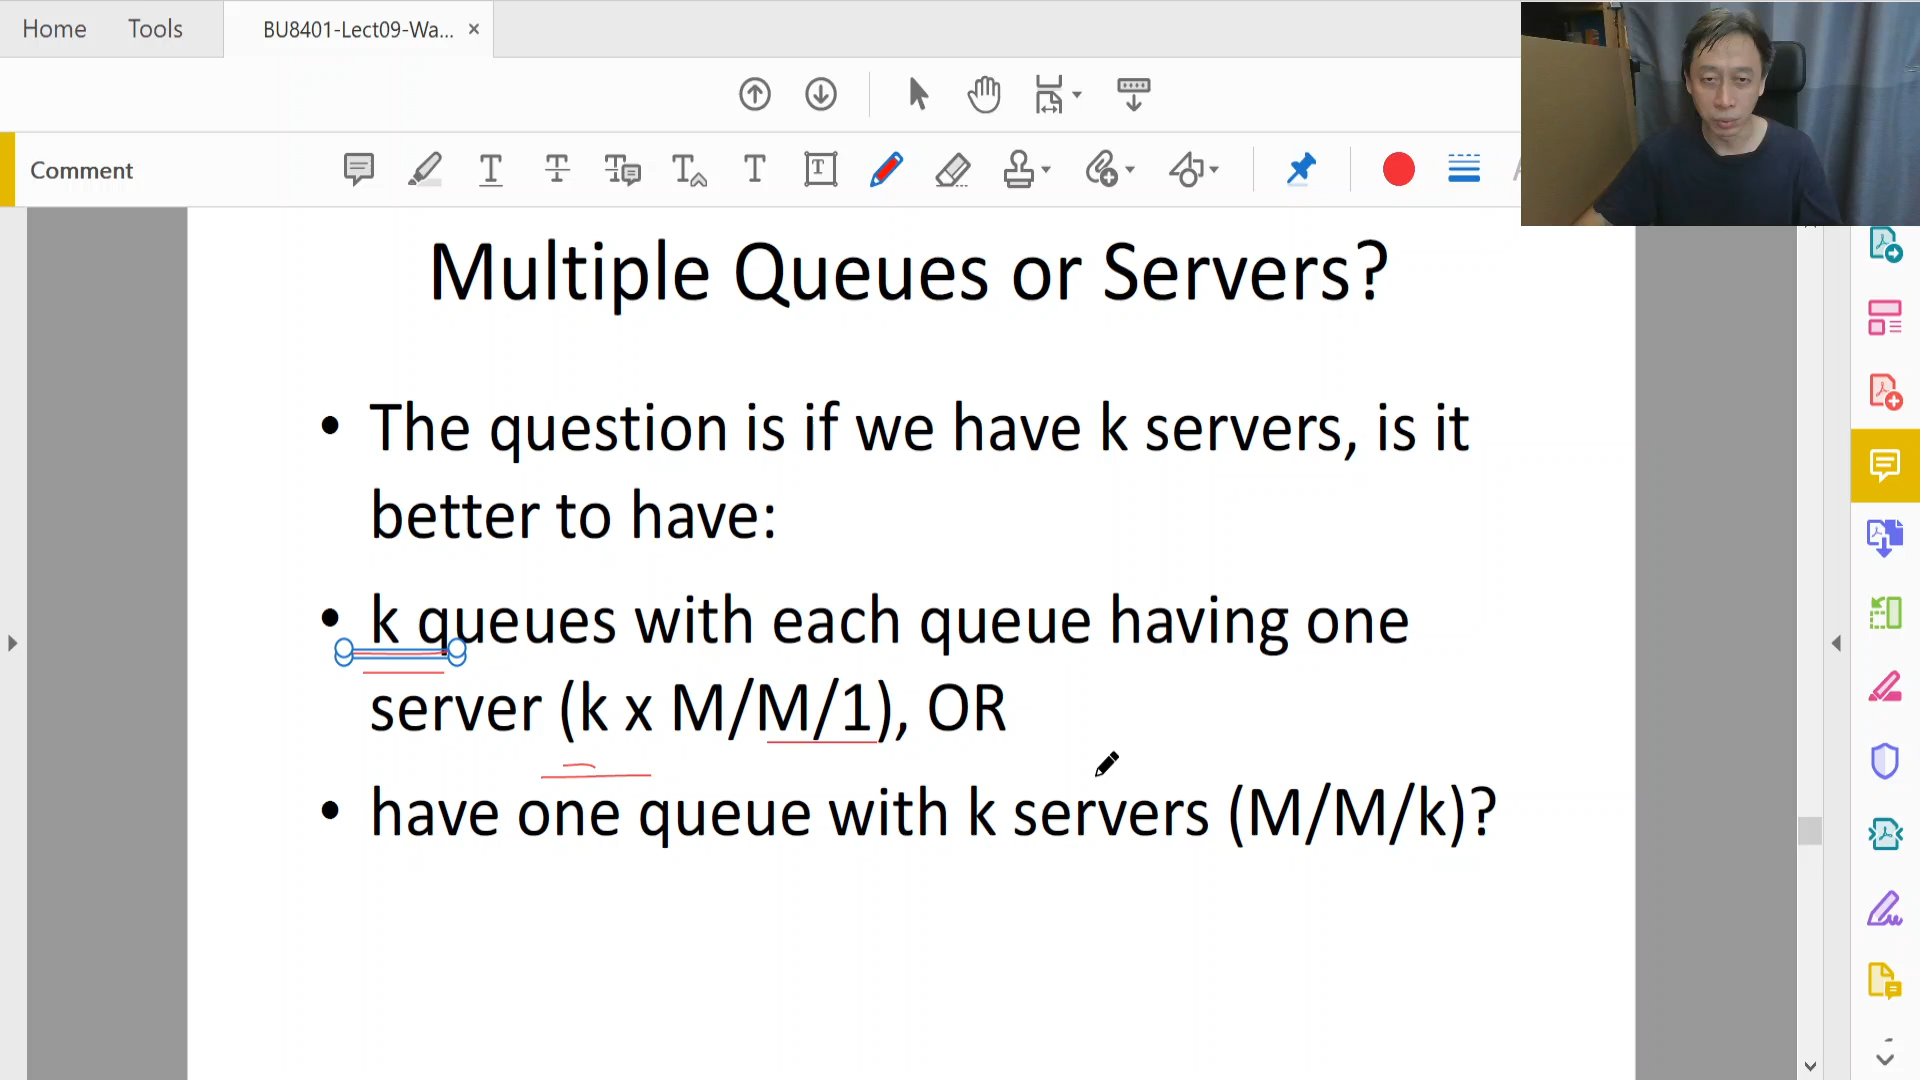 Home Tools BU8401-Lect09-Wa... ×
Comment
Multiple Queues or Servers?
• The question is if we have k servers, is it
better to have:
• k queues with each queue having one
server (k x M/M/1), OR
• have one queue with k servers (M/M/k)?